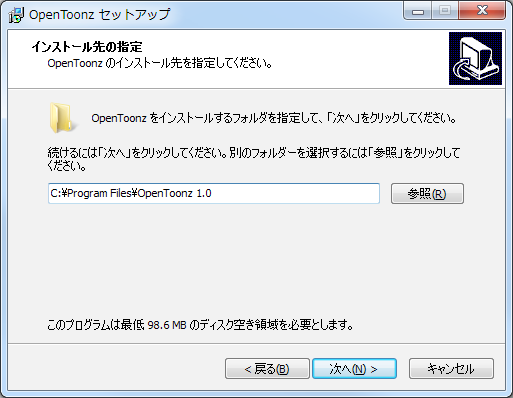 OpenToonz セットアップ
インストール先の指定
OpenToonz のインストール先を指定してください。
OpenToonz をインストールするフォルダを指定して、「次へ」をクリックしてください。
続けるには「次へ」をクリックしてください。別のフォルダーを選択するには「参照」をクリックして
ください。
C:¥Program Files¥OpenToonz 1.0
参照(R)
このプログラムは最低 98.6 MB のディスク空き領域を必要とします。
< 戻る(B)
次へ(N) >
キャンセル